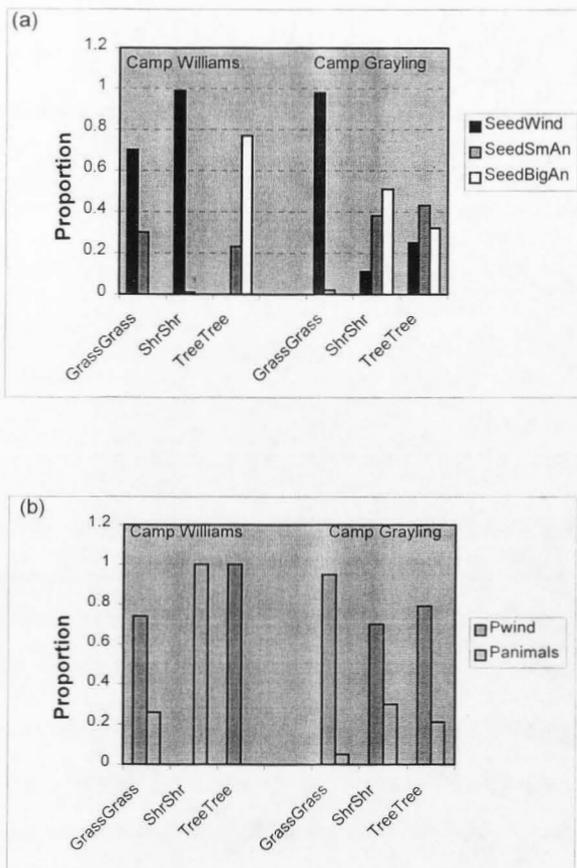 (a)
1.2
Camp Williams Camp Grayling
1
0.8
0.6
0.4
0.2
0
Proportion
GrassGrass
ShrShr
TreeTree
GrassGrass
ShrShr
TreeTree
SeedWind
SeedSmAn
SeedBigAn
(b)
1.2
Camp Williams Camp Grayling
1
0.8
0.6
0.4
0.2
0
Proportion
GrassGrass
ShrShr
TreeTree
GrassGrass
ShrShr
TreeTree
Pwind
Panimals